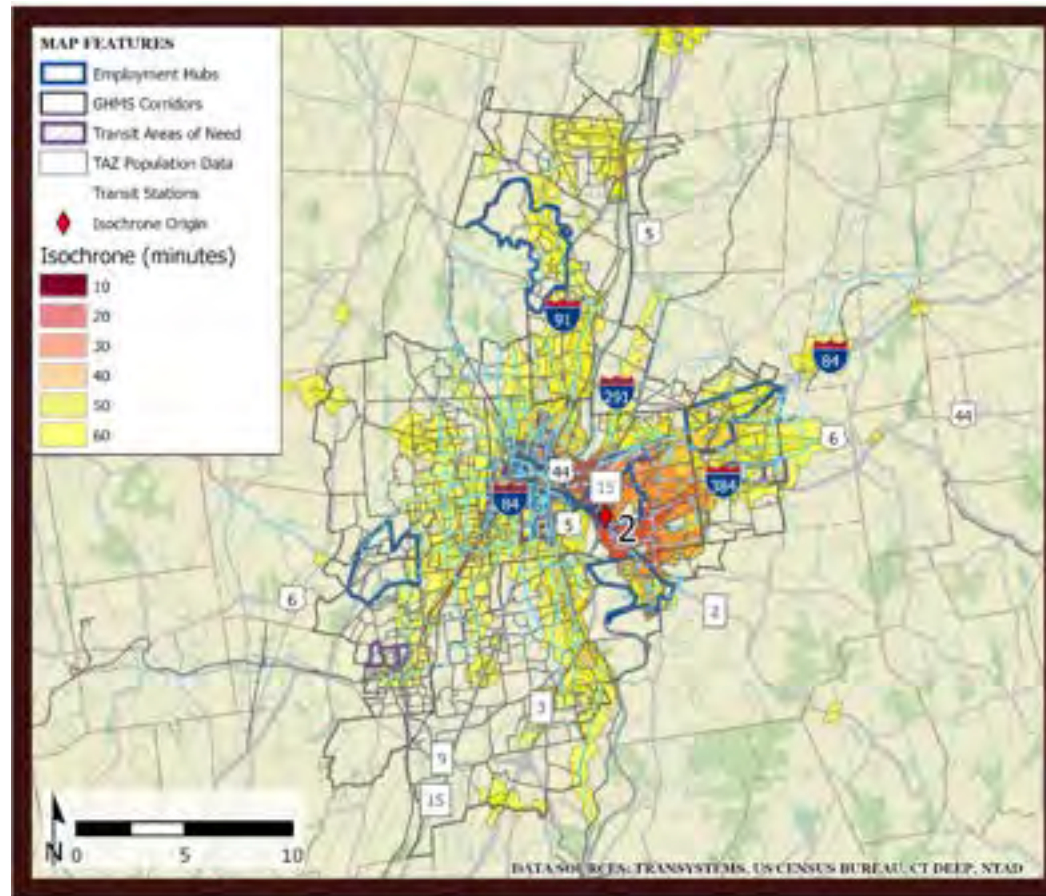 MAP FEATURES
Employment Hubs
GHMS Corridors
Transit Areas of Need
TAZ Population Data
Transit Stations
Isochrone Origin
Isochrone (minutes)
10
20
30
40
50
60
5
91
84
291
44
6
44
15
384
84
5
2
6
2
3
9
15
N 0 5 10
DATA SOURCES: TRANSYSTEMS, US CENSUS BUREAU, CT DEEP, NTAD